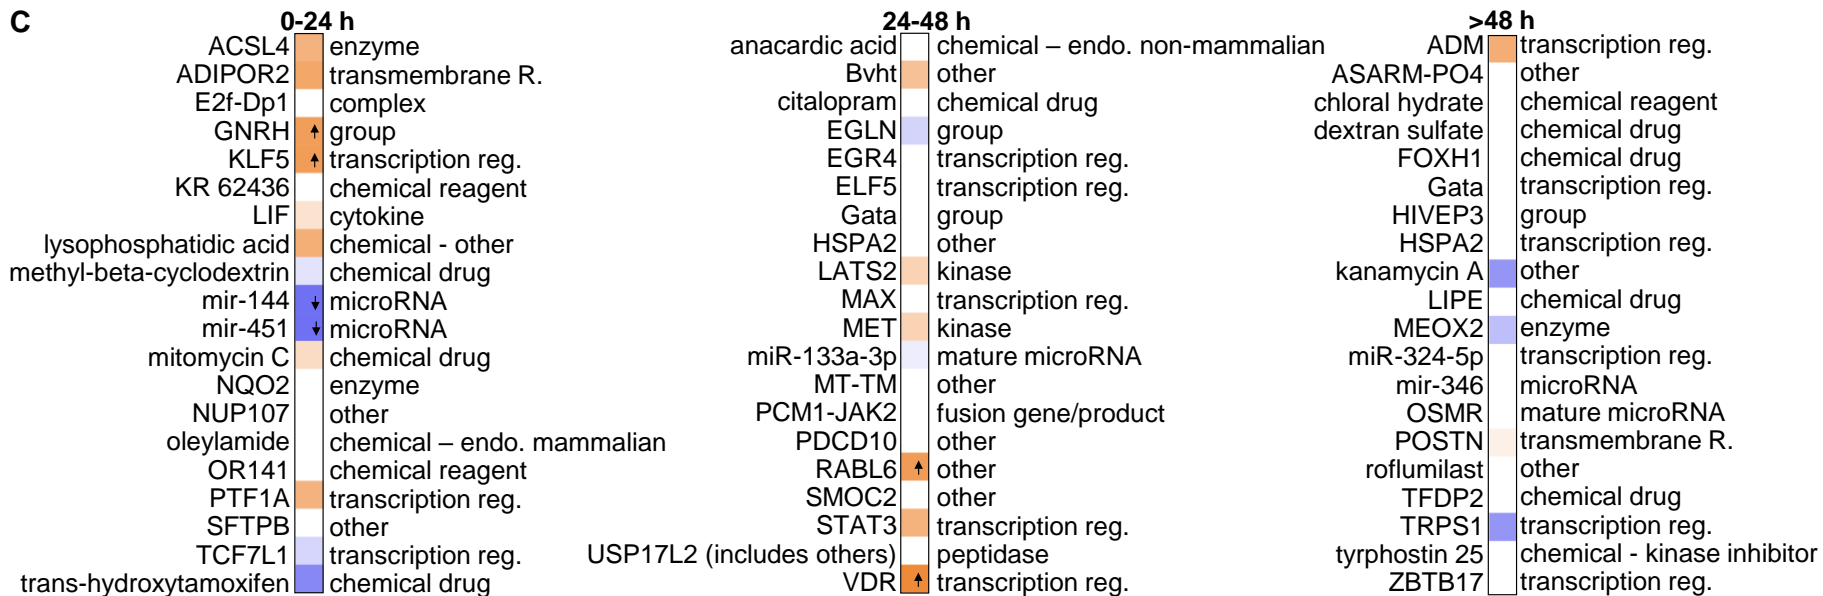 C
0-24 h
ACSL4 enzyme
ADIPOR2 transmembrane R.
E2f-Dp1 complex
GNRH group
KLF5 transcription reg.
KR 62436 chemical reagent
LIF cytokine
lysophosphatidic acid chemical - other
methyl-beta-cyclodextrin chemical drug
mir-144 microRNA
mir-451 microRNA
mitomycin C chemical drug
NQO2 enzyme
NUP107 other
oleylamide chemical – endo. mammalian
OR141 chemical reagent
PTF1A transcription reg.
SFTPB other
TCF7L1 transcription reg.
trans-hydroxytamoxifen chemical drug
24-48 h
anacardic acid chemical – endo. non-mammalian
Bvht other
citalopram chemical drug
EGLN group
EGR4 transcription reg.
ELF5 transcription reg.
Gata group
HSPA2 other
LATS2 kinase
MAX transcription reg.
MET kinase
miR-133a-3p mature microRNA
MT-TM other
PCM1-JAK2 fusion gene/product
PDCD10 other
RABL6 other
SMOC2 other
STAT3 transcription reg.
USP17L2 (includes others) peptidase
VDR transcription reg.
>48 h
ADM transcription reg.
ASARM-PO4 other
chloral hydrate chemical reagent
dextran sulfate chemical drug
FOXH1 chemical drug
Gata transcription reg.
HIVEP3 group
HSPA2 transcription reg.
kanamycin A other
LIPE chemical drug
MEOX2 enzyme
miR-324-5p transcription reg.
mir-346 microRNA
OSMR mature microRNA
POSTN transmembrane R.
roflumilast other
TFDP2 chemical drug
TRPS1 transcription reg.
tyrphostin 25 chemical - kinase inhibitor
ZBTB17 transcription reg.